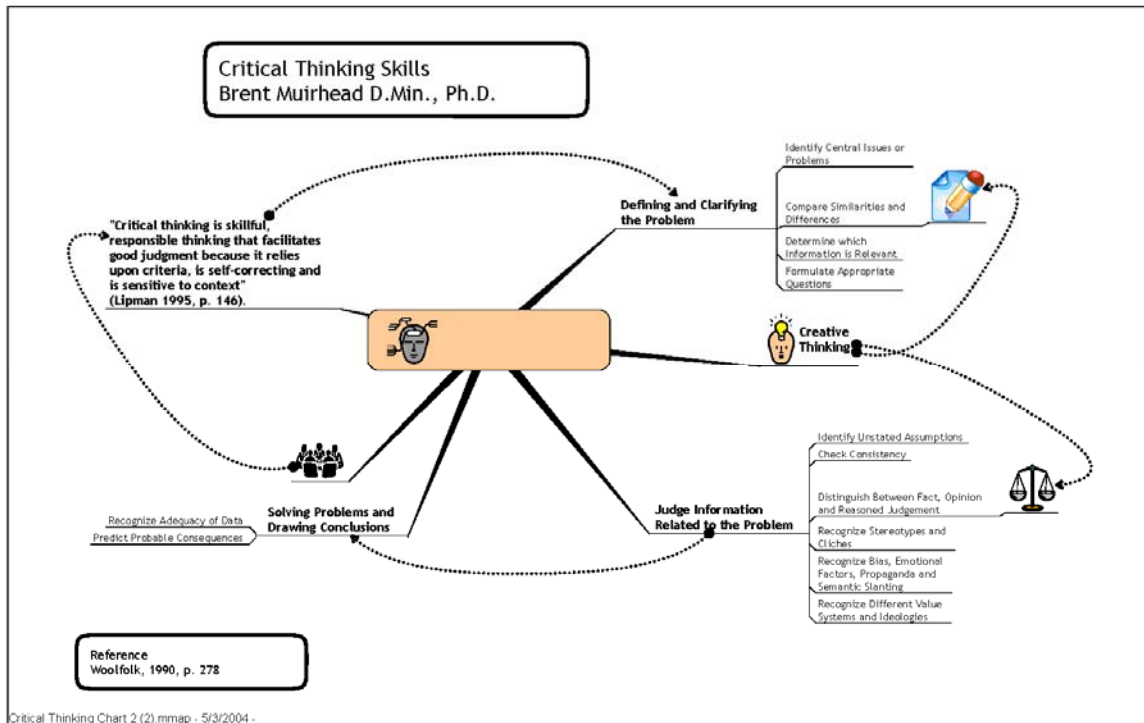 Critical Thinking Skills
Brent Muirhead D.Min., Ph.D.
"Critical thinking is skillful,
responsible thinking that facilitates
good judgment because it relies
upon criteria, is self-correcting and
is sensitive to context"
(Lipman 1995, p. 146).
Defining and Clarifying
the Problem
Identify Central Issues or
Problems
Compare Similarities and
Differences
Determine which
Information is Relevant
Formulate Appropriate
Questions
Creative
Thinking
Judge Information
Related to the Problem
Identify Unstated Assumptions
Check Consistency
Distinguish Between Fact, Opinion
and Reasoned Judgement
Recognize Stereotypes and
Cliches
Recognize Bias, Emotional
Factors, Propaganda and
Semantic Slanting
Recognize Different Value
Systems and Ideologies
Solving Problems and
Drawing Conclusions
Recognize Adequacy of Data
Predict Probable Consequences
Reference
Woolfolk, 1990, p. 278
Critical Thinking Chart 2 (2).mmap - 5/3/2004 -